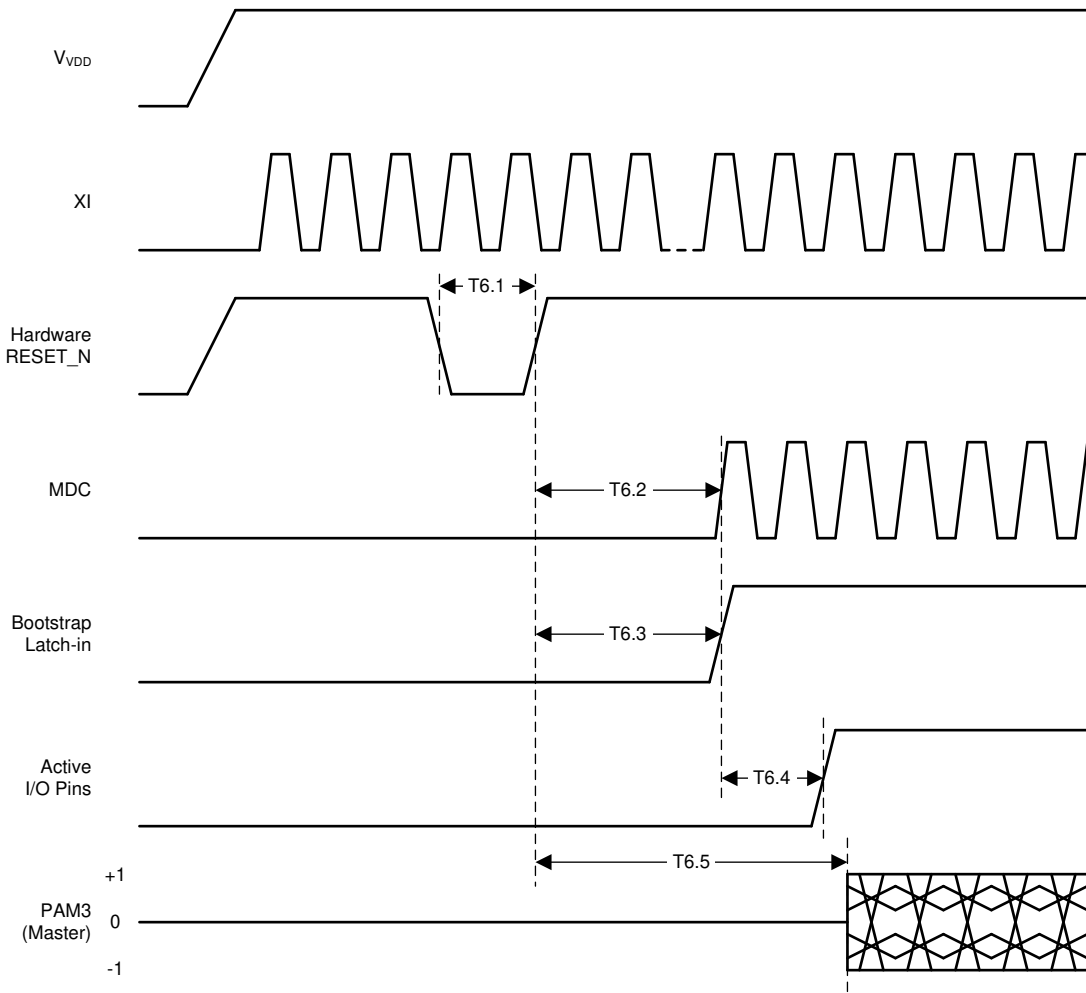 VVDD
XI
T6.1
Hardware
RESET_N
MDC
T6.2
Bootstrap
Latch-in
T6.3
Active
I/O Pins
T6.4
T6.5
+1
PAM3
(Master)
0
-1